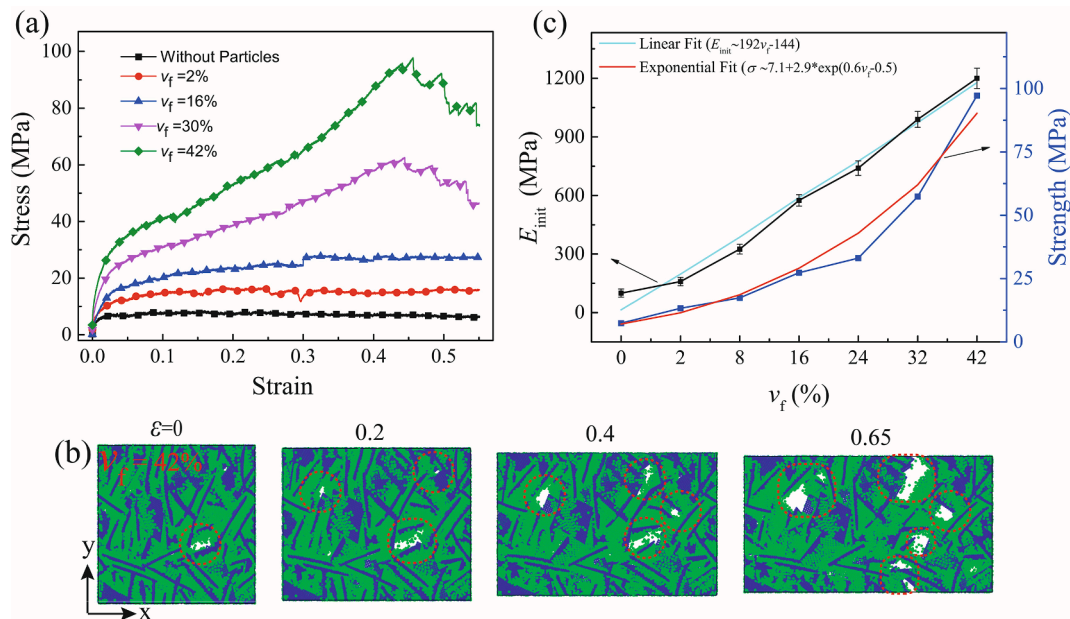 (a)
Without Particles
vf =2%
vf =16%
vf =30%
vf =42%
100
80
60
40
20
0
Stress (MPa)
0.0 0.1 0.2 0.3 0.4 0.5
Strain
(c)
Linear Fit (Einit~192vf-144)
Exponential Fit (σ ~7.1+2.9*exp(0.6vf-0.5)
1200
900
600
300
0
Einit (MPa)
100
75
50
25
0
Strength (MPa)
0 2 8 16 24 32 42
vf (%)
(b)
ε=0 0.2 0.4 0.65
Vf =42%
y
x